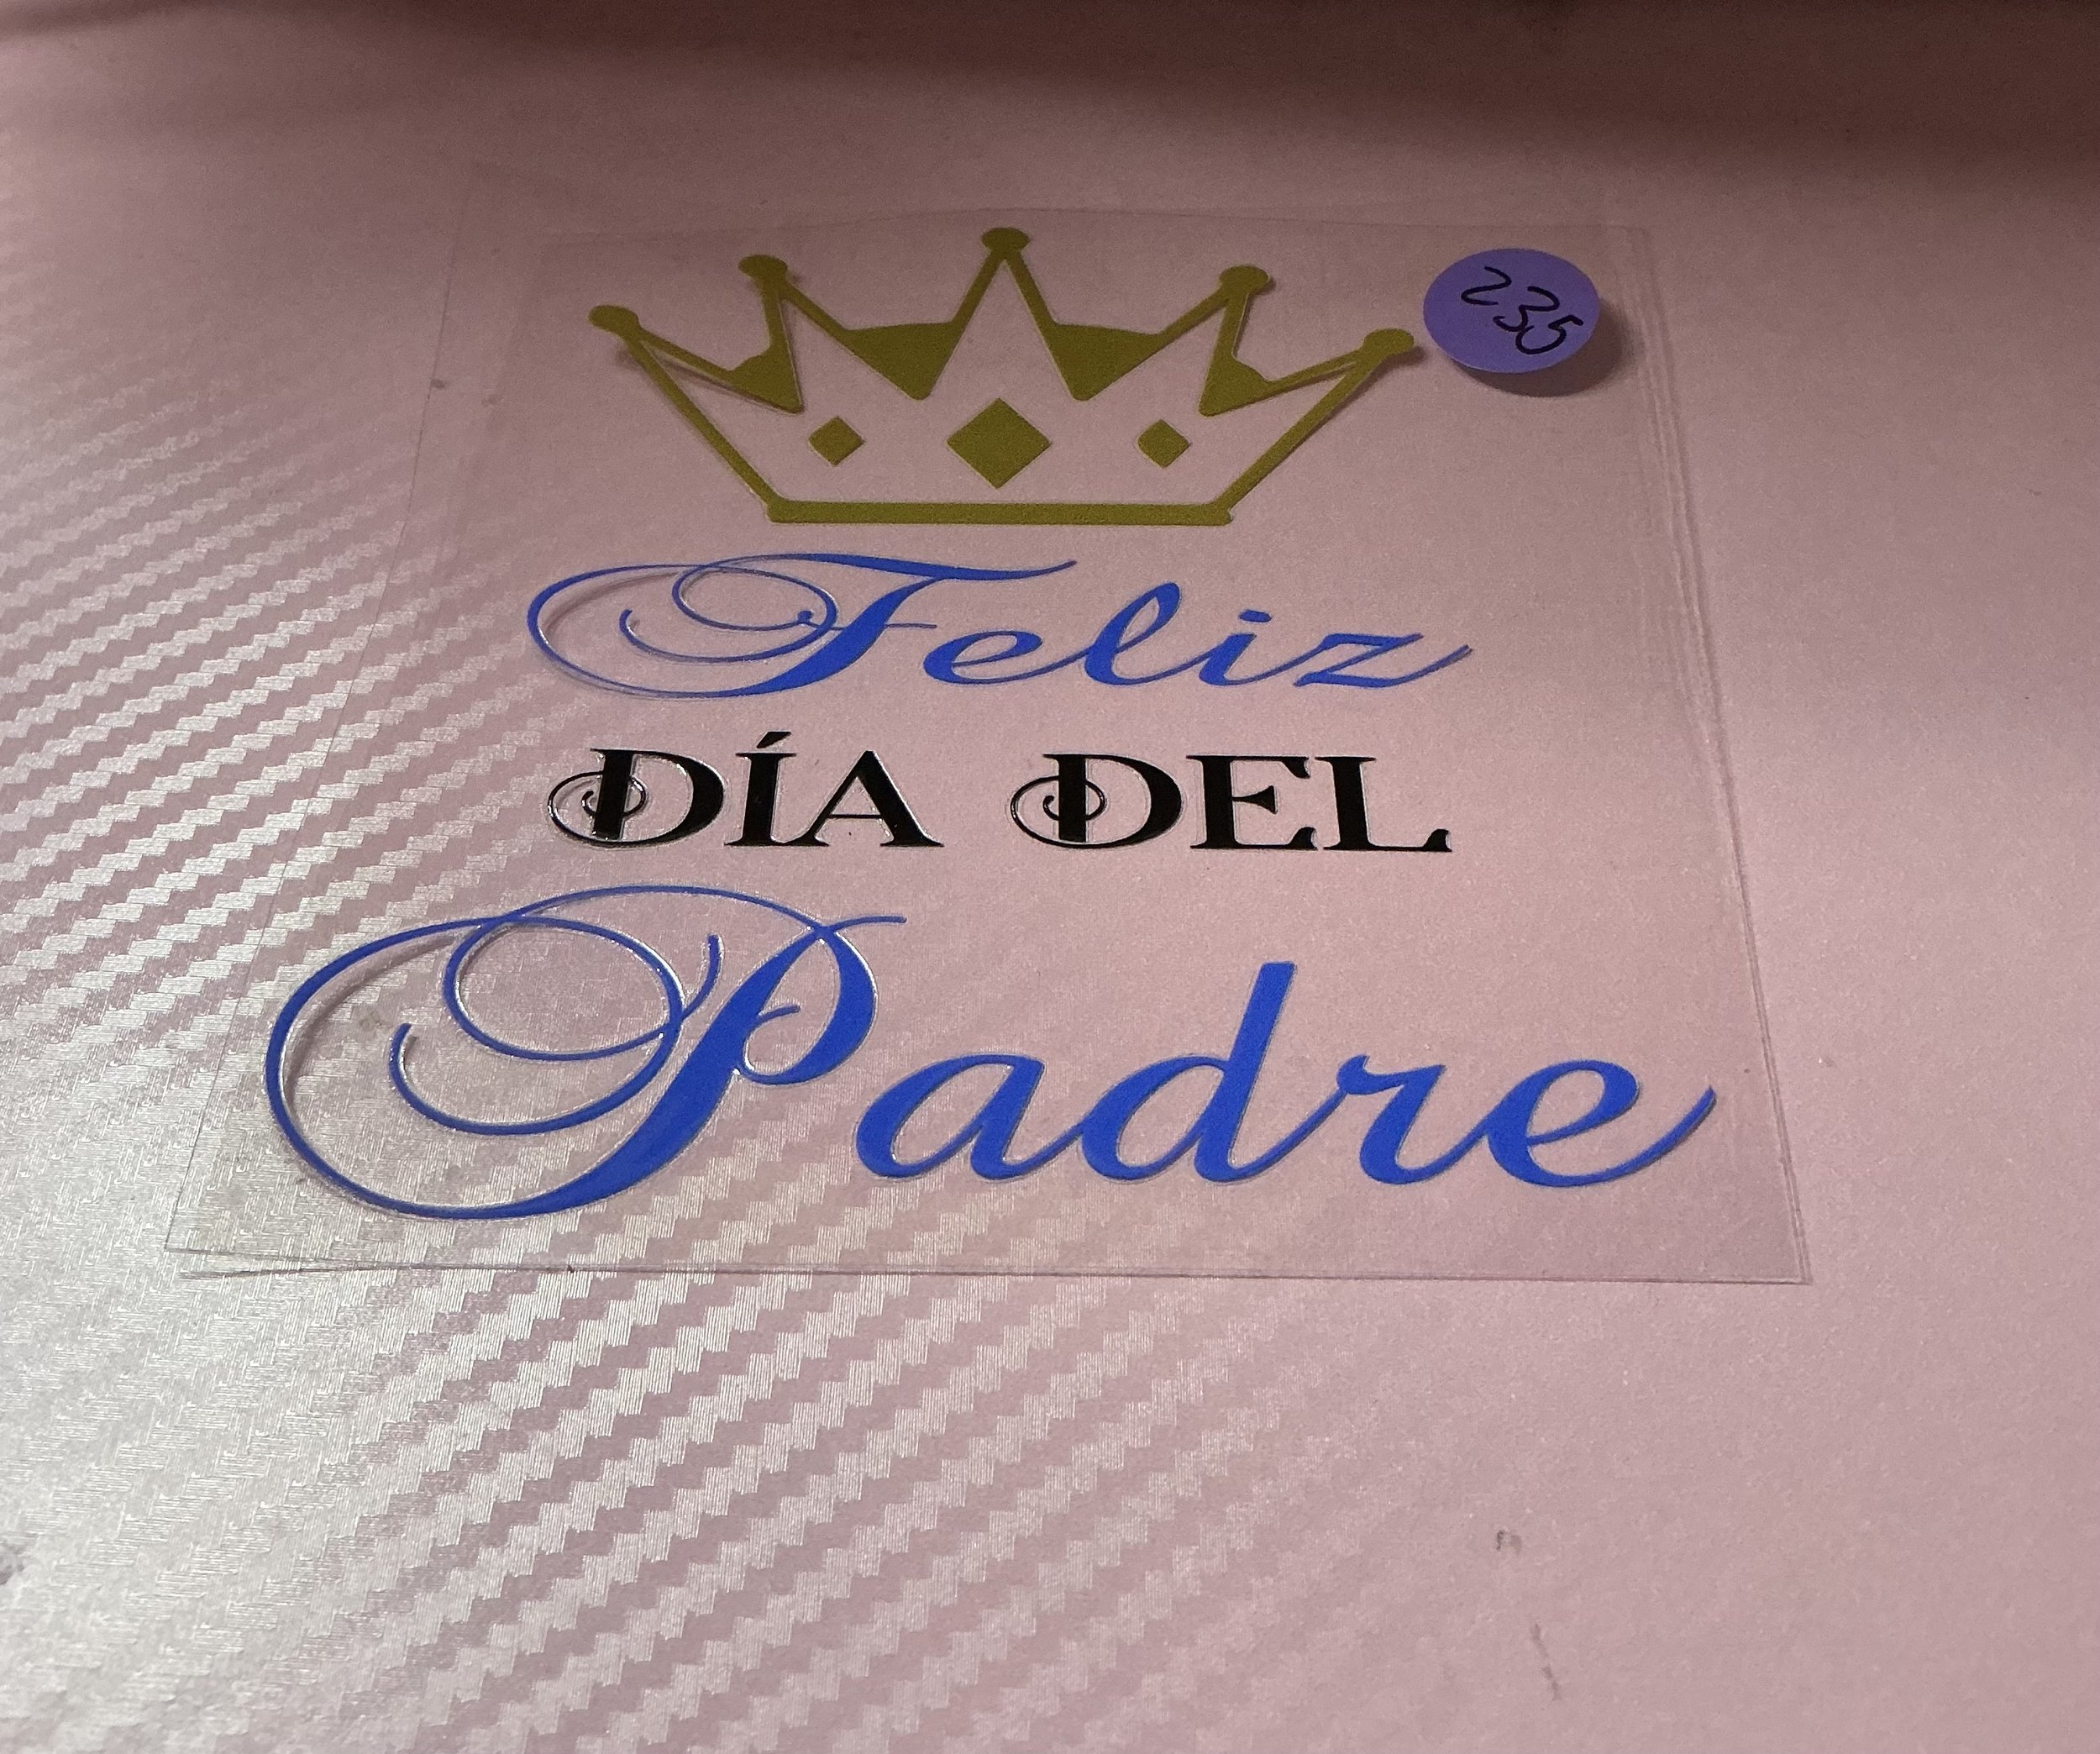 235
Feliz
DÍA DEL
Padre